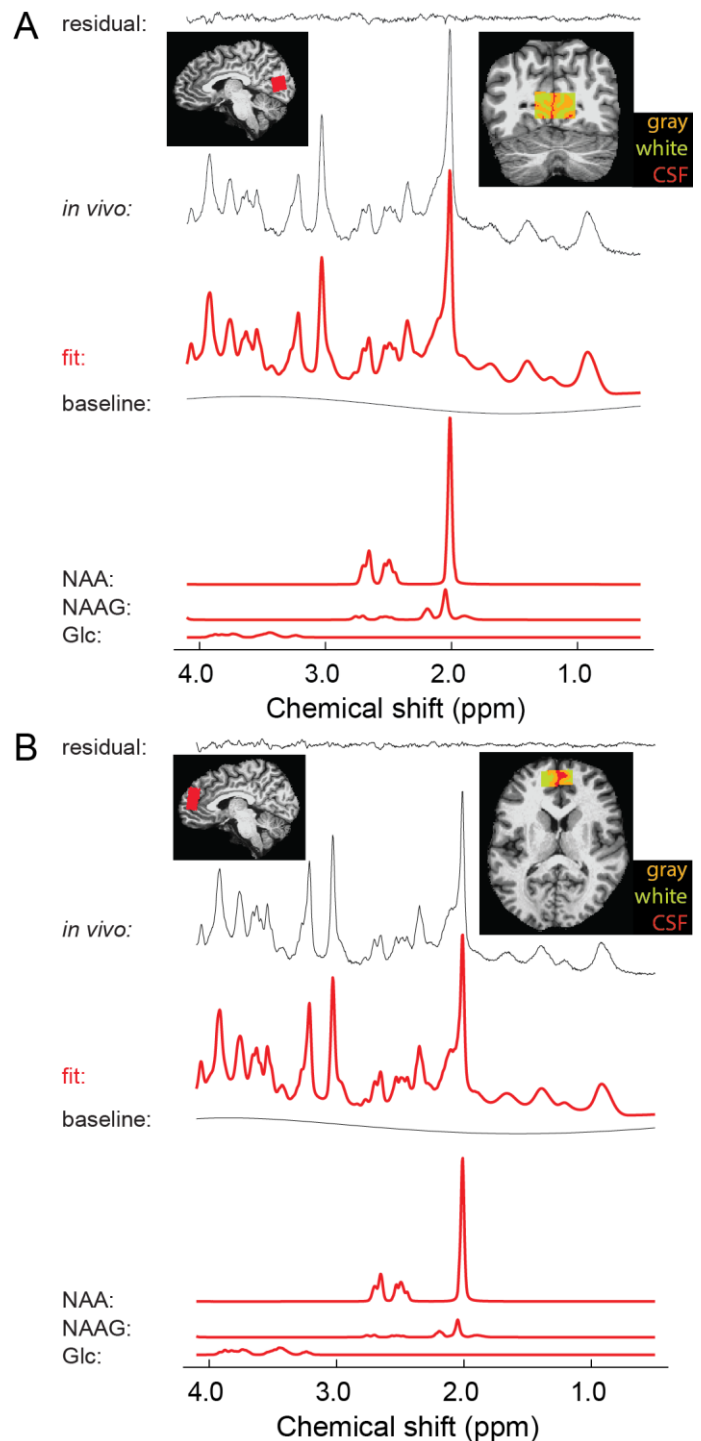 A
residual:
gray
white
CSF
in vivo:
fit:
baseline:
NAA:
NAAG:
Glc:
4.0 3.0 2.0 1.0
Chemical shift (ppm)
B
residual:
gray
white
CSF
in vivo:
fit:
baseline:
NAA:
NAAG:
Glc:
4.0 3.0 2.0 1.0
Chemical shift (ppm)